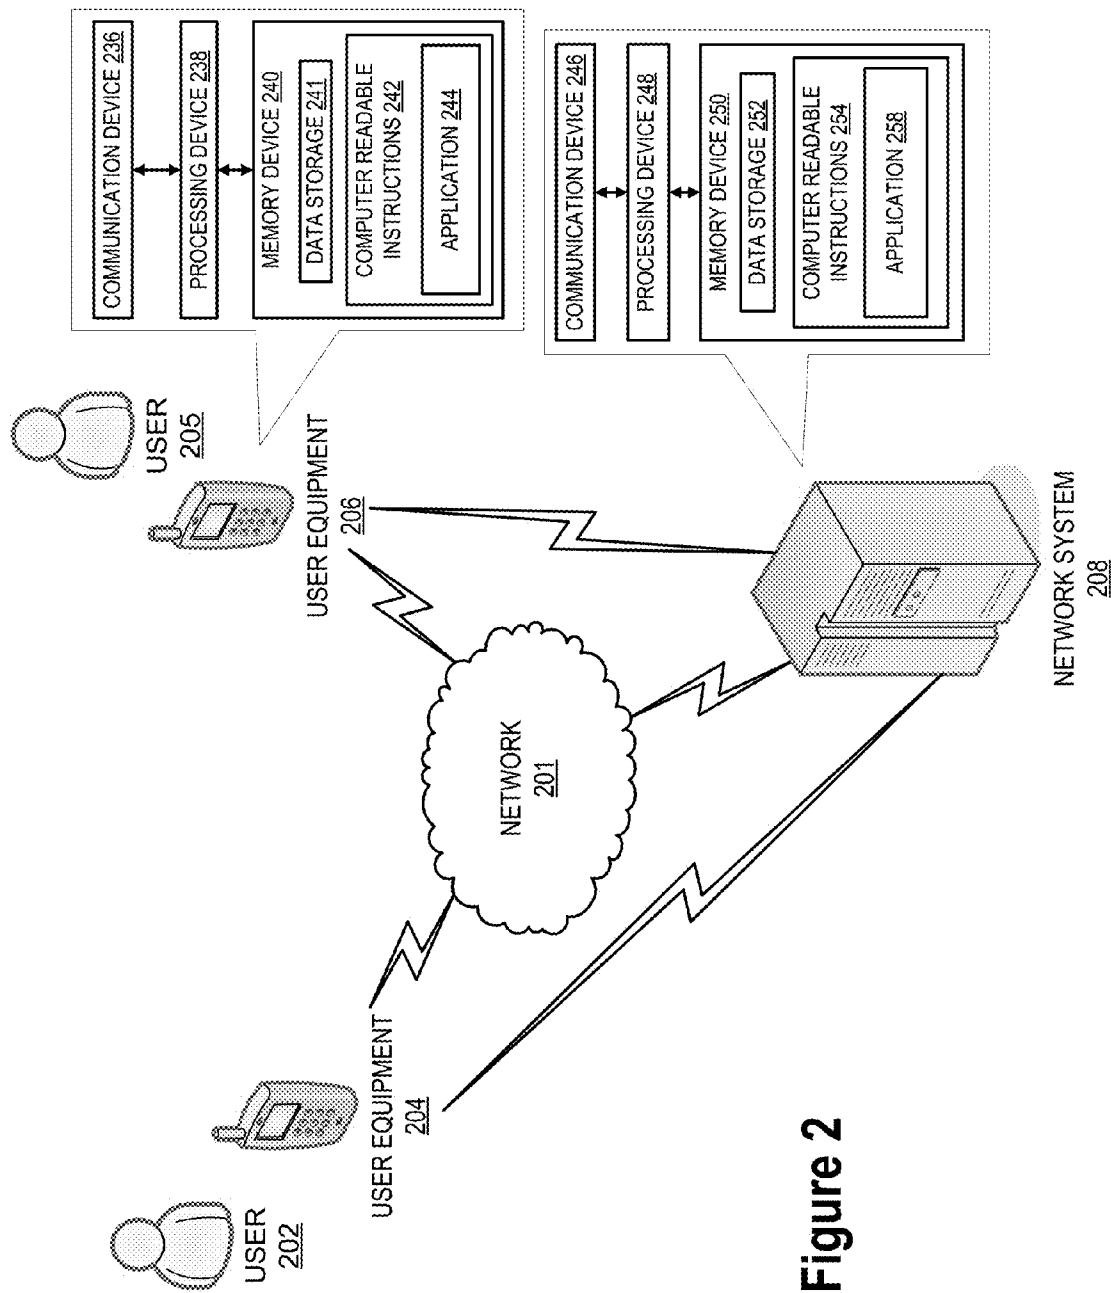 USER
202
USER EQUIPMENT
204
NETWORK
201
USER
205
USER EQUIPMENT
206
NETWORK SYSTEM
208
COMMUNICATION DEVICE 236
PROCESSING DEVICE 238
MEMORY DEVICE 240
DATA STORAGE 241
COMPUTER READABLE
INSTRUCTIONS 242
APPLICATION 244
COMMUNICATION DEVICE 246
PROCESSING DEVICE 248
MEMORY DEVICE 250
DATA STORAGE 252
COMPUTER READABLE
INSTRUCTIONS 254
APPLICATION 258
Figure 2